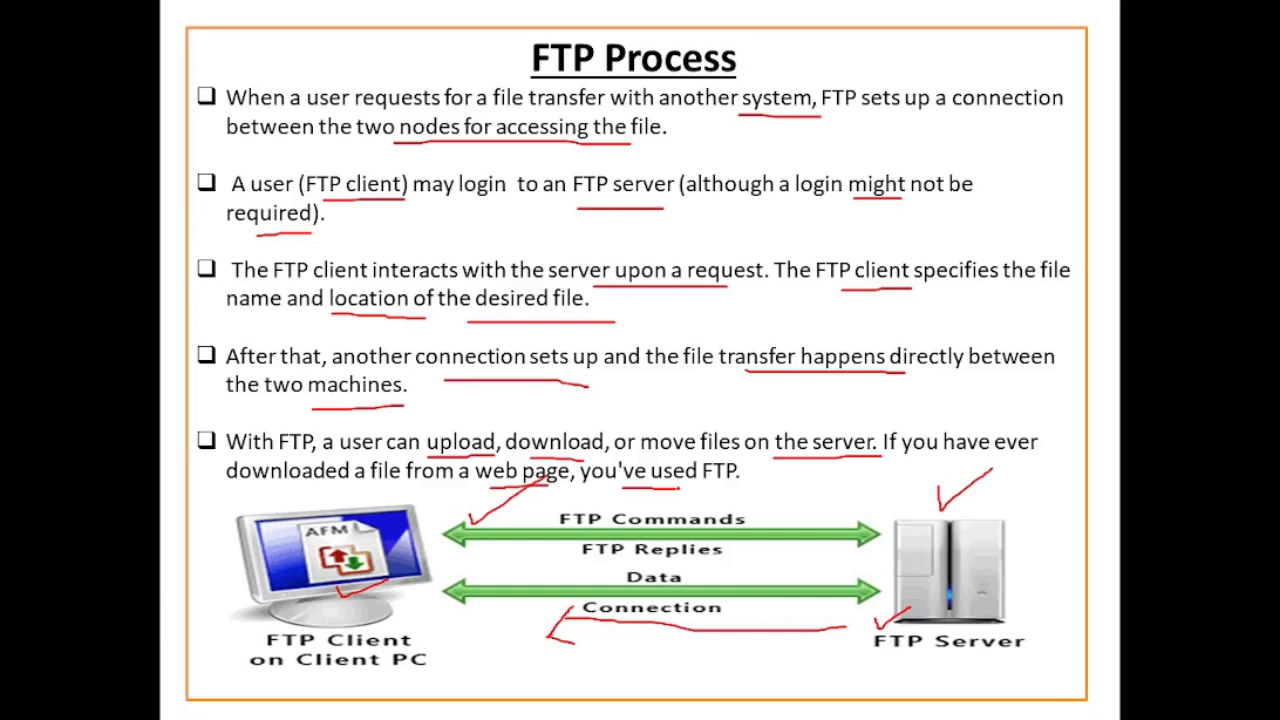 FTP Process
When a user requests for a file transfer with another system, FTP sets up a connection
between the two nodes for accessing the file.
A user (FTP client) may login to an FTP server (although a login might not be
required).
The FTP client interacts with the server upon a request. The FTP client specifies the file
name and location of the desired file.
After that, another connection sets up and the file transfer happens directly between
the two machines.
With FTP, a user can upload, download, or move files on the server. If you have ever
downloaded a file from a web page, you've used FTP.
AFM
FTP Commands
FTP Replies
Data
Connection
FTP Client
on Client PC
FTP Server